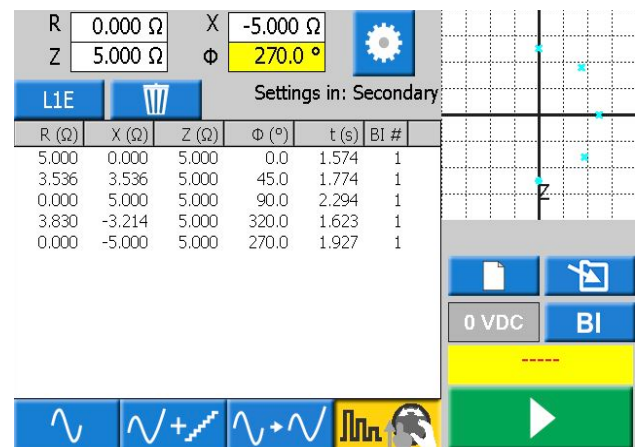 R 0.000 Ω X -5.000 Ω
Z 5.000 Ω Φ 270.0 °
L1E Settings in: Secondary
R (Ω) X (Ω) Z (Ω) Φ (°) t (s) BI #
5.000 0.000 5.000 0.0 1.574 1
3.536 3.536 5.000 45.0 1.774 1
0.000 5.000 5.000 90.0 2.294 1
3.830 -3.214 5.000 320.0 1.623 1
0.000 -5.000 5.000 270.0 1.927 1
Z
0 VDC BI
-----